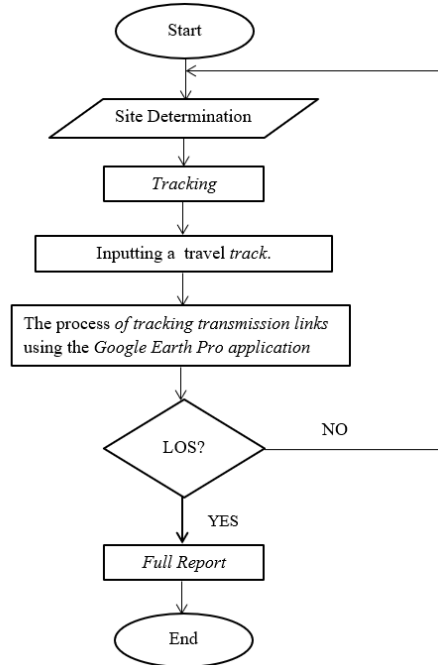 Start
Site Determination
Tracking
Inputting a travel track.
The process of tracking transmission links
using the Google Earth Pro application
LOS?
NO
YES
Full Report
End